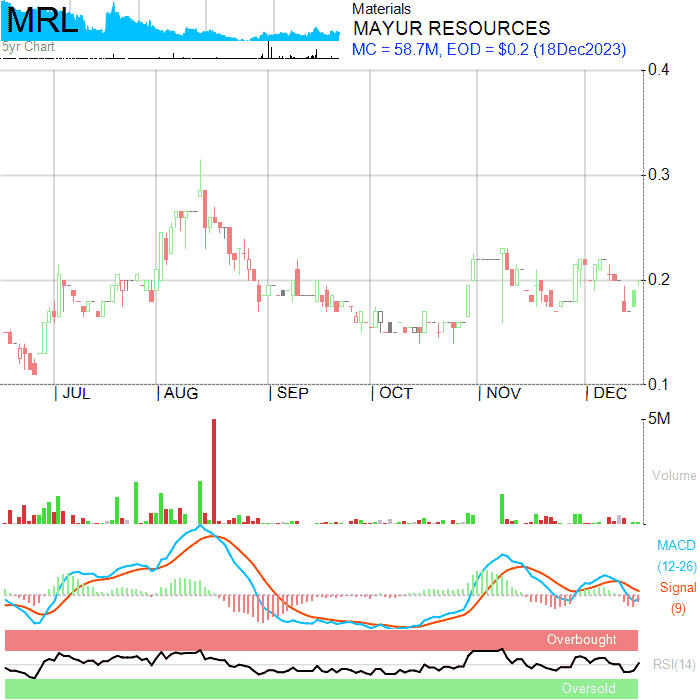 MRL
5yr Chart
Materials
MAYUR RESOURCES
MC = 58.7M, EOD = $0.2 (18Dec2023)
0.4
0.3
0.2
0.1
JUL AUG SEP OCT NOV DEC
5M
Volume
MACD
(12-26)
Signal
(9)
Overbought
RSI(14)
Oversold